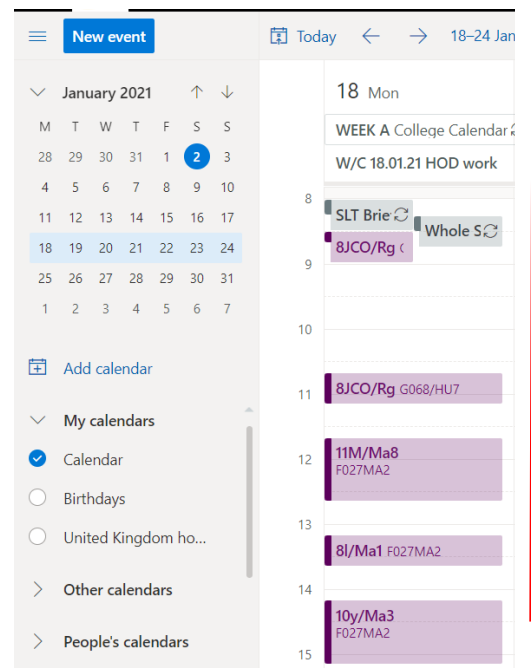 New event
Today
18–24 Jan
January 2021
M T W T F S S
28 29 30 31 1 2 3
4 5 6 7 8 9 10
11 12 13 14 15 16 17
18 19 20 21 22 23 24
25 26 27 28 29 30 31
1 2 3 4 5 6 7
Add calendar
My calendars
Calendar
Birthdays
United Kingdom ho...
Other calendars
People's calendars
18 Mon
WEEK A College Calendar
W/C 18.01.21 HOD work
8
SLT Brie
Whole S
8JCO/Rg (
9
10
11
8JCO/Rg G068/HU7
12
11M/Ma8
F027MA2
13
8l/Ma1 F027MA2
14
10y/Ma3
F027MA2
15